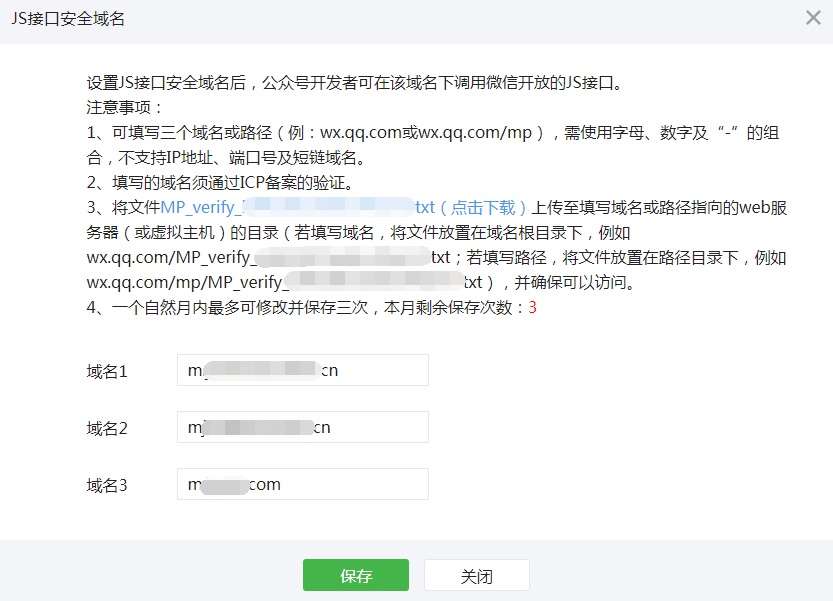 JS接口安全域名
设置JS接口安全域名后，公众号开发者可在该域名下调用微信开放的JS接口。
注意事项：
1、可填写三个域名或路径（例：wx.qq.com或wx.qq.com/mp），需使用字母、数字及“-”的组
合，不支持IP地址、端口号及短链域名。
2、填写的域名须通过ICP备案的验证。
3、将文件MP_verify_ txt（点击下载）上传至填写域名或路径指向的web服
务器（或虚拟主机）的目录（若填写域名，将文件放置在域名根目录下，例如
wx.qq.com/MP_verify_ txt；若填写路径，将文件放置在路径目录下，例如
wx.qq.com/mp/MP_verify_ txt），并确保可以访问。
4、一个自然月内最多可修改并保存三次，本月剩余保存次数：3
域名1 cn
域名2 cn
域名3 com
保存 关闭